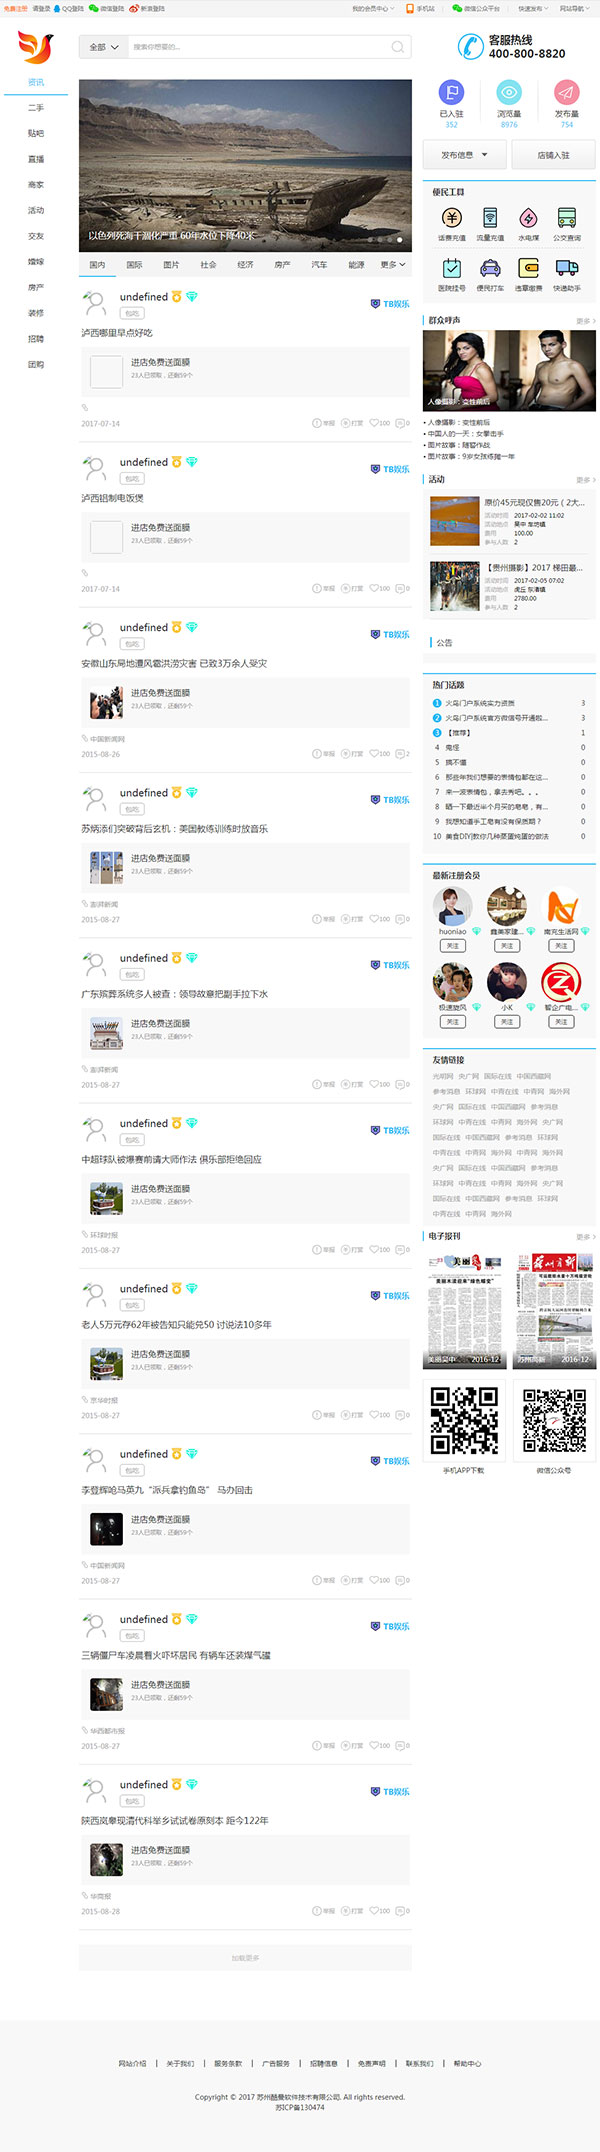 免费注册 请登录 QQ登陆 微信登陆 新浪登陆
我的会员中心 手机站 微信公众平台 快速发布 网站导航
全部 搜索你想要的...
客服热线
400-800-8820
资讯
二手
贴吧
直播
商家
活动
交友
婚嫁
房产
装修
招聘
团购
以色列死海干涸化严重 60年水位下降40米
国内 国际 图片 社会 经济 房产 汽车 能源 更多
undefined
包吃
TB娱乐
泸西哪里早点好吃
进店免费送面膜
23人已领取，还剩59个
2017-07-14
举报 打赏 100 0
undefined
包吃
TB娱乐
泸西铝制电饭煲
进店免费送面膜
23人已领取，还剩59个
2017-07-14
举报 打赏 100 0
undefined
包吃
TB娱乐
安徽山东局地遭风雹洪涝灾害 已致3万余人受灾
进店免费送面膜
23人已领取，还剩59个
中国新闻网
2015-08-26
举报 打赏 100 2
undefined
包吃
TB娱乐
苏炳添们突破背后玄机：美国教练训练时放音乐
进店免费送面膜
23人已领取，还剩59个
澎湃新闻
2015-08-27
举报 打赏 100 0
undefined
包吃
TB娱乐
广东殡葬系统多人被查：领导故意把副手拉下水
进店免费送面膜
23人已领取，还剩59个
澎湃新闻
2015-08-27
举报 打赏 100 0
undefined
包吃
TB娱乐
中超球队被爆赛前请大师作法 俱乐部拒绝回应
进店免费送面膜
23人已领取，还剩59个
环球时报
2015-08-27
举报 打赏 100 0
undefined
包吃
TB娱乐
老人5万元存62年被告知只能兑50 讨说法10多年
进店免费送面膜
23人已领取，还剩59个
京华时报
2015-08-27
举报 打赏 100 0
undefined
包吃
TB娱乐
李登辉呛马英九“派兵拿钓鱼岛” 马办回击
进店免费送面膜
23人已领取，还剩59个
中国新闻网
2015-08-27
举报 打赏 100 0
undefined
包吃
TB娱乐
三辆僵尸车凌晨着火吓坏居民 有辆车还装煤气罐
进店免费送面膜
23人已领取，还剩59个
华西都市报
2015-08-27
举报 打赏 100 0
undefined
包吃
TB娱乐
陕西岚皋现清代科举乡试试卷原刻本 距今122年
进店免费送面膜
23人已领取，还剩59个
华商报
2015-08-28
举报 打赏 100 0
加载更多
已入驻 浏览量 发布量
352 8976 754
发布信息 店铺入驻
便民工具
话费充值 流量充值 水电煤 公交查询
医院挂号 便民打车 违章缴费 快递助手
群众呼声 更多
人像摄影：变性前后
人像摄影：变性前后
中国人的一天：女拳击手
图片故事：随警作战
图片故事：9岁女孩练摊一年
活动 更多
原价45元现仅售20元（2大...
活动时间 2017-02-02 11:02
活动地点 吴中 车坊镇
费用 100.00
参与人数 2
【贵州摄影】2017 梯田最...
活动时间 2017-02-05 07:02
活动地点 虎丘 东渚镇
费用 2780.00
参与人数 2
公告
热门话题
1 火鸟门户系统实力资质 3
2 火鸟门户系统官方微信号开通啦... 3
3 【推荐】 1
4 鬼怪 0
5 搞不懂 0
6 那些年我们想要的表情包都在这... 0
7 来一波表情包，拿去秀吧。。。 0
8 晒一下最近半个月买的皂皂，有... 0
9 我想知道手工皂有没有保质期？ 0
10 美食DIY|教你几种蒸蛋炖蛋的做法 0
最新注册会员
huoniao 鑫美家建... 南充生活网
关注 关注 关注
极速旋风 小K 智企广电...
关注 关注 关注
友情链接
光明网 央广网 国际在线 中国西藏网
参考消息 环球网 中青在线 中青网 海外网
央广网 国际在线 中国西藏网 参考消息
环球网 中青在线 中青网 海外网 央广网
国际在线 中国西藏网 参考消息 环球网
中青在线 中青网 海外网 中青网 海外网
央广网 国际在线 中国西藏网 参考消息
环球网 中青在线 中青网 海外网 央广网
国际在线 中国西藏网 参考消息 环球网
中青在线 中青网 海外网
电子报刊 更多
美丽吴中 2016-12
苏州高新 2016-12
手机APP下载 微信公众号
网站介绍 | 关于我们 | 服务条款 | 广告服务 | 招聘信息 | 免责声明 | 联系我们 | 帮助中心
Copyright © 2017 苏州酷曼软件技术有限公司. All rights reserved.
苏ICP备130474